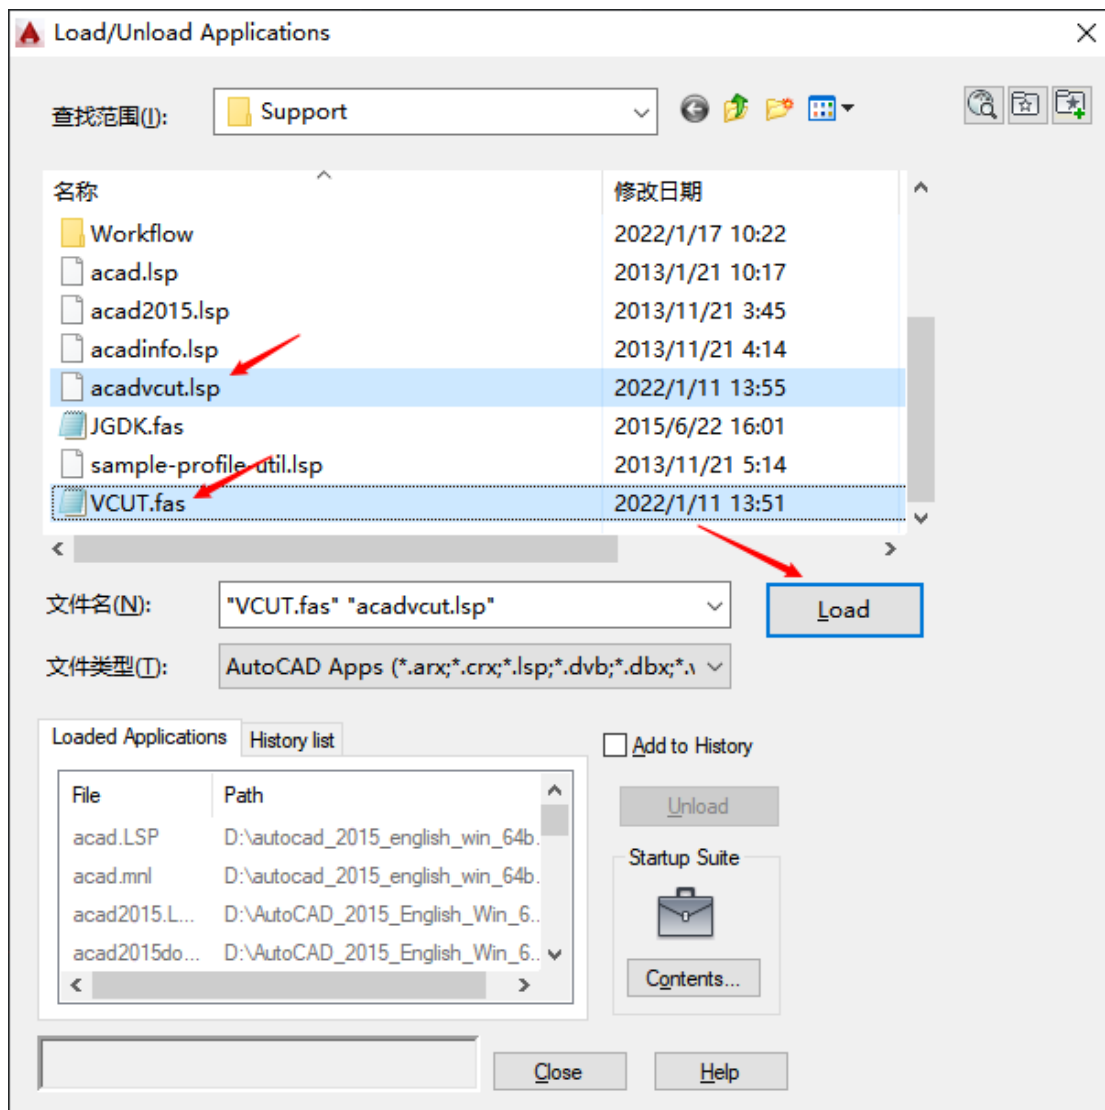 Load/Unload Applications
查找范围(I): Support
名称 修改日期
Workflow 2022/1/17 10:22
acad.lsp 2013/1/21 10:17
acad2015.lsp 2013/11/21 3:45
acadinfo.lsp 2013/11/21 4:14
acadvcut.lsp 2022/1/11 13:55
JGDK.fas 2015/6/22 16:01
sample-profile-util.lsp 2013/11/21 5:14
VCUT.fas 2022/1/11 13:51
文件名(N): "VCUT.fas" "acadvcut.lsp" Load
文件类型(T): AutoCAD Apps (*.arx;*.crx;*.lsp;*.dvb;*.dbx;*.v
Loaded Applications History list
Add to History
File Path
Unload
acad.LSP D:\autocad_2015_english_win_64b.
acad.mnl D:\autocad_2015_english_win_64b.
Startup Suite
acad2015.L... D:\AutoCAD_2015_English_Win_6..
acad2015do... D:\AutoCAD_2015_English_Win_6..
Contents...
Close Help